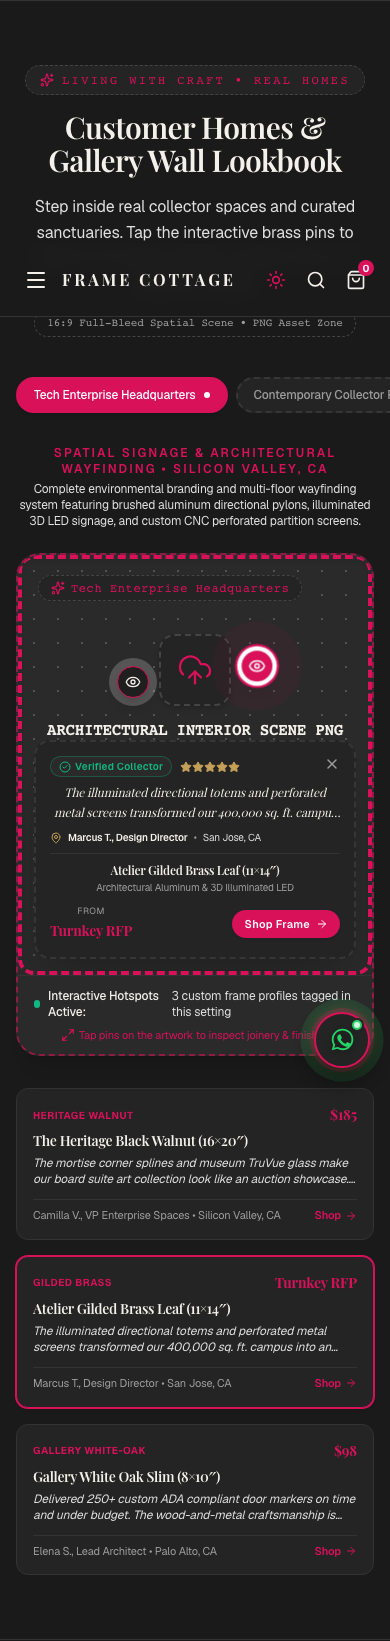 LIVING WITH CRAFT • REAL HOMES
Customer Homes &
Gallery Wall Lookbook
Step inside real collector spaces and curated
sanctuaries. Tap the interactive brass pins to
FRAME COTTAGE
0
16:9 Full-Bleed Spatial Scene • PNG Asset Zone
Tech Enterprise Headquarters
Contemporary Collector
SPATIAL SIGNAGE & ARCHITECTURAL
WAYFINDING • SILICON VALLEY, CA
Complete environmental branding and multi-floor wayfinding
system featuring brushed aluminum directional pylons, illuminated
3D LED signage, and custom CNC perforated partition screens.
Tech Enterprise Headquarters
ARCHITECTURAL INTERIOR SCENE PNG
Verified Collector
The illuminated directional totems and perforated
metal screens transformed our 400,000 sq. ft. campu...
Marcus T., Design Director • San Jose, CA
Atelier Gilded Brass Leaf (11×14″)
Architectural Aluminum & 3D Illuminated LED
FROM
Turnkey RFP
Shop Frame →
Interactive Hotspots
Active:
3 custom frame profiles tagged in
this setting
Tap pins on the artwork to inspect joinery & finis
HERITAGE WALNUT
$185
The Heritage Black Walnut (16×20″)
The mortise corner splines and museum TruVue glass make
our board suite art collection look like an auction showcase....
Camilla V., VP Enterprise Spaces • Silicon Valley, CA
Shop →
GILDED BRASS
Turnkey RFP
Atelier Gilded Brass Leaf (11×14″)
The illuminated directional totems and perforated metal
screens transformed our 400,000 sq. ft. campus into an...
Marcus T., Design Director • San Jose, CA
Shop →
GALLERY WHITE-OAK
$98
Gallery White Oak Slim (8×10″)
Delivered 250+ custom ADA compliant door markers on time
and under budget. The wood-and-metal craftsmanship is...
Elena S., Lead Architect • Palo Alto, CA
Shop →